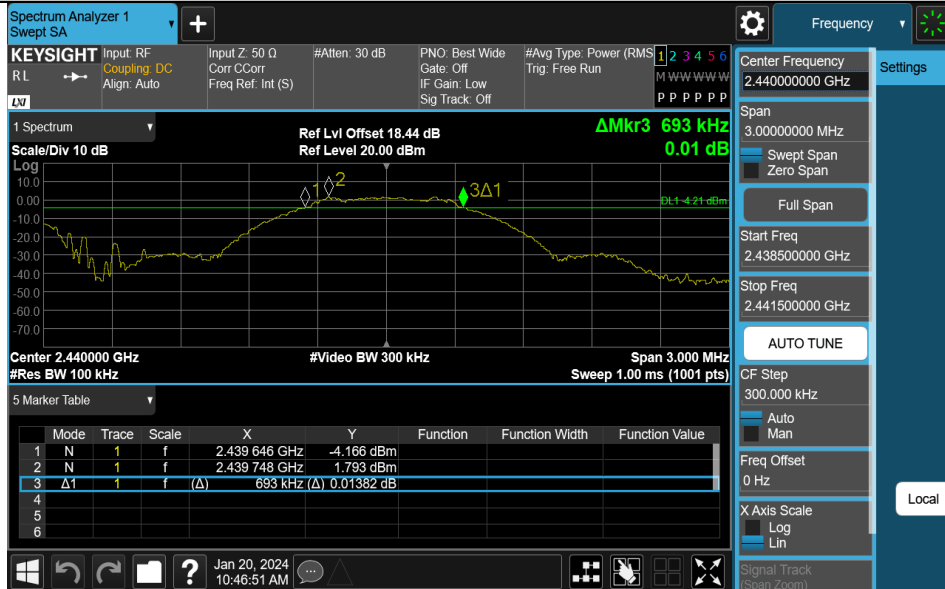 Spectrum Analyzer 1
Swept SA
+
Frequency
KEYSIGHT
R L
LXI
Input: RF
Coupling: DC
Align: Auto
Input Z: 50 Ω
Corr CCorr
Freq Ref: Int (S)
#Atten: 30 dB
PNO: Best Wide
Gate: Off
IF Gain: Low
Sig Track: Off
#Avg Type: Power (RMS
Trig: Free Run
1 2 3 4 5 6
M W W W W W
P P P P P P
1 Spectrum
Scale/Div 10 dB
Ref Lvl Offset 18.44 dB
Ref Level 20.00 dBm
ΔMkr3 693 kHz
0.01 dB
Log
10.0
0.00
-10.0
-20.0
-30.0
-40.0
-50.0
-60.0
-70.0
1
2
3Δ1
DL1 -4.21 dBm
Center 2.440000 GHz
#Video BW 300 kHz
Span 3.000 MHz
#Res BW 100 kHz
Sweep 1.00 ms (1001 pts)
5 Marker Table
Mode Trace Scale X Y Function Function Width Function Value
1 N 1 f 2.439 646 GHz -4.166 dBm
2 N 1 f 2.439 748 GHz 1.793 dBm
3 Δ1 1 f (Δ) 693 kHz (Δ) 0.01382 dB
4
5
6
?
Jan 20, 2024
10:46:51 AM
Center Frequency
2.440000000 GHz
Settings
Span
3.00000000 MHz
Swept Span
Zero Span
Full Span
Start Freq
2.438500000 GHz
Stop Freq
2.441500000 GHz
AUTO TUNE
CF Step
300.000 kHz
Auto
Man
Freq Offset
0 Hz
Local
X Axis Scale
Log
Lin
Signal Track
(Span Zoom)